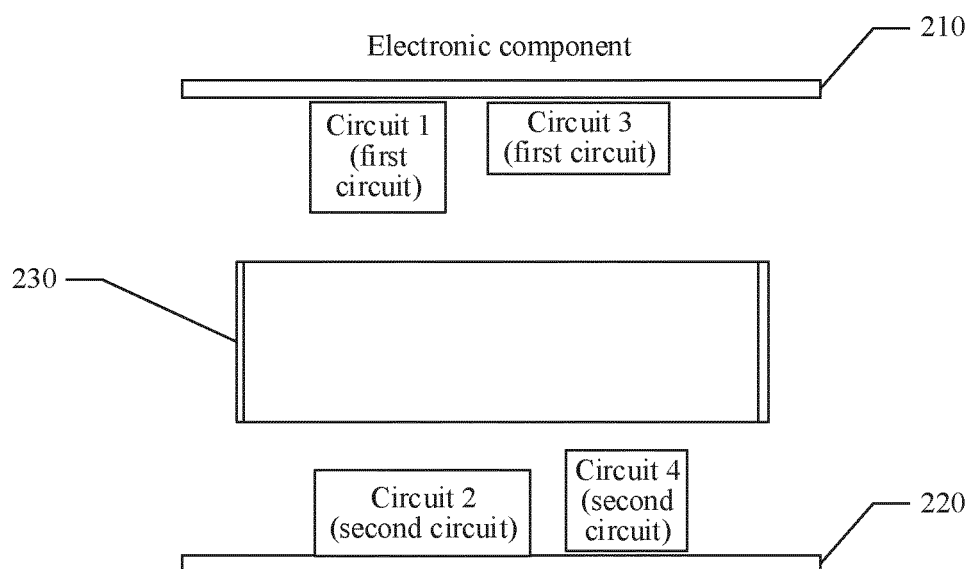 210
Electronic component
Circuit 1
(first
circuit)
Circuit 3
(first circuit)
230
Circuit 2
(second circuit)
Circuit 4
(second
circuit)
220